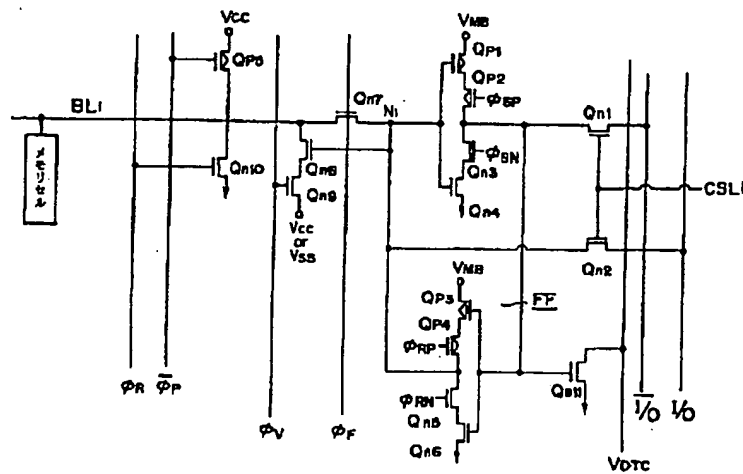 VCC
VMB
QP5
QP1
QP2
φSP
BLi
Qn7
Ni
Qn1
メモリセル
Qn10
Qn8
Qn9
VCC
or
VSS
φSN
Qn3
Qn4
CSLi
Qn2
VMB
QP3
QP4
FF
φRP
φRN
Qn5
Qn6
Qn11
φR
φP
φV
φF
I/O
I/O
VDTC